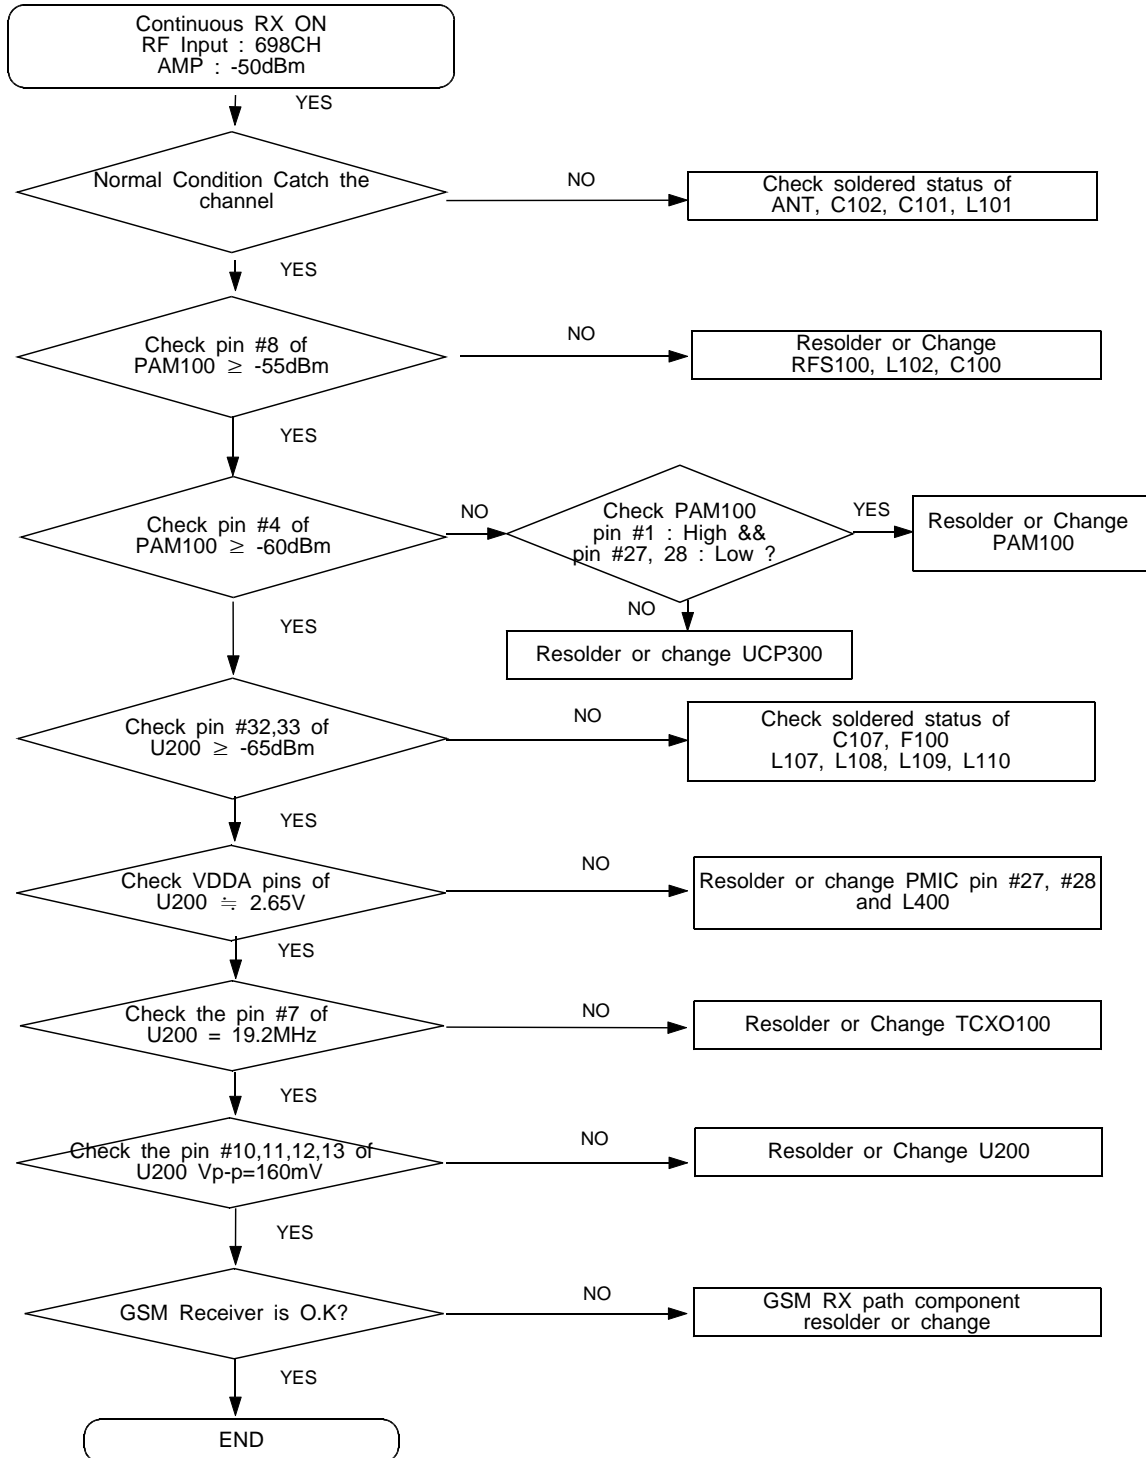 Continuous RX ON
RF Input : 698CH
AMP : -50dBm
YES
Normal Condition Catch the
channel
NO
Check soldered status of
ANT, C102, C101, L101
YES
Check pin #8 of
PAM100 ≥ -55dBm
NO
Resolder or Change
RFS100, L102, C100
YES
Check pin #4 of
PAM100 ≥ -60dBm
NO
Check PAM100
pin #1 : High &&
pin #27, 28 : Low ?
YES
Resolder or Change
PAM100
NO
Resolder or change UCP300
YES
Check pin #32,33 of
U200 ≥ -65dBm
NO
Check soldered status of
C107, F100
L107, L108, L109, L110
YES
Check VDDA pins of
U200 ≒ 2.65V
NO
Resolder or change PMIC pin #27, #28
and L400
YES
Check the pin #7 of
U200 = 19.2MHz
NO
Resolder or Change TCXO100
YES
Check the pin #10,11,12,13 of
U200 Vp-p=160mV
NO
Resolder or Change U200
YES
GSM Receiver is O.K?
NO
GSM RX path component
resolder or change
YES
END